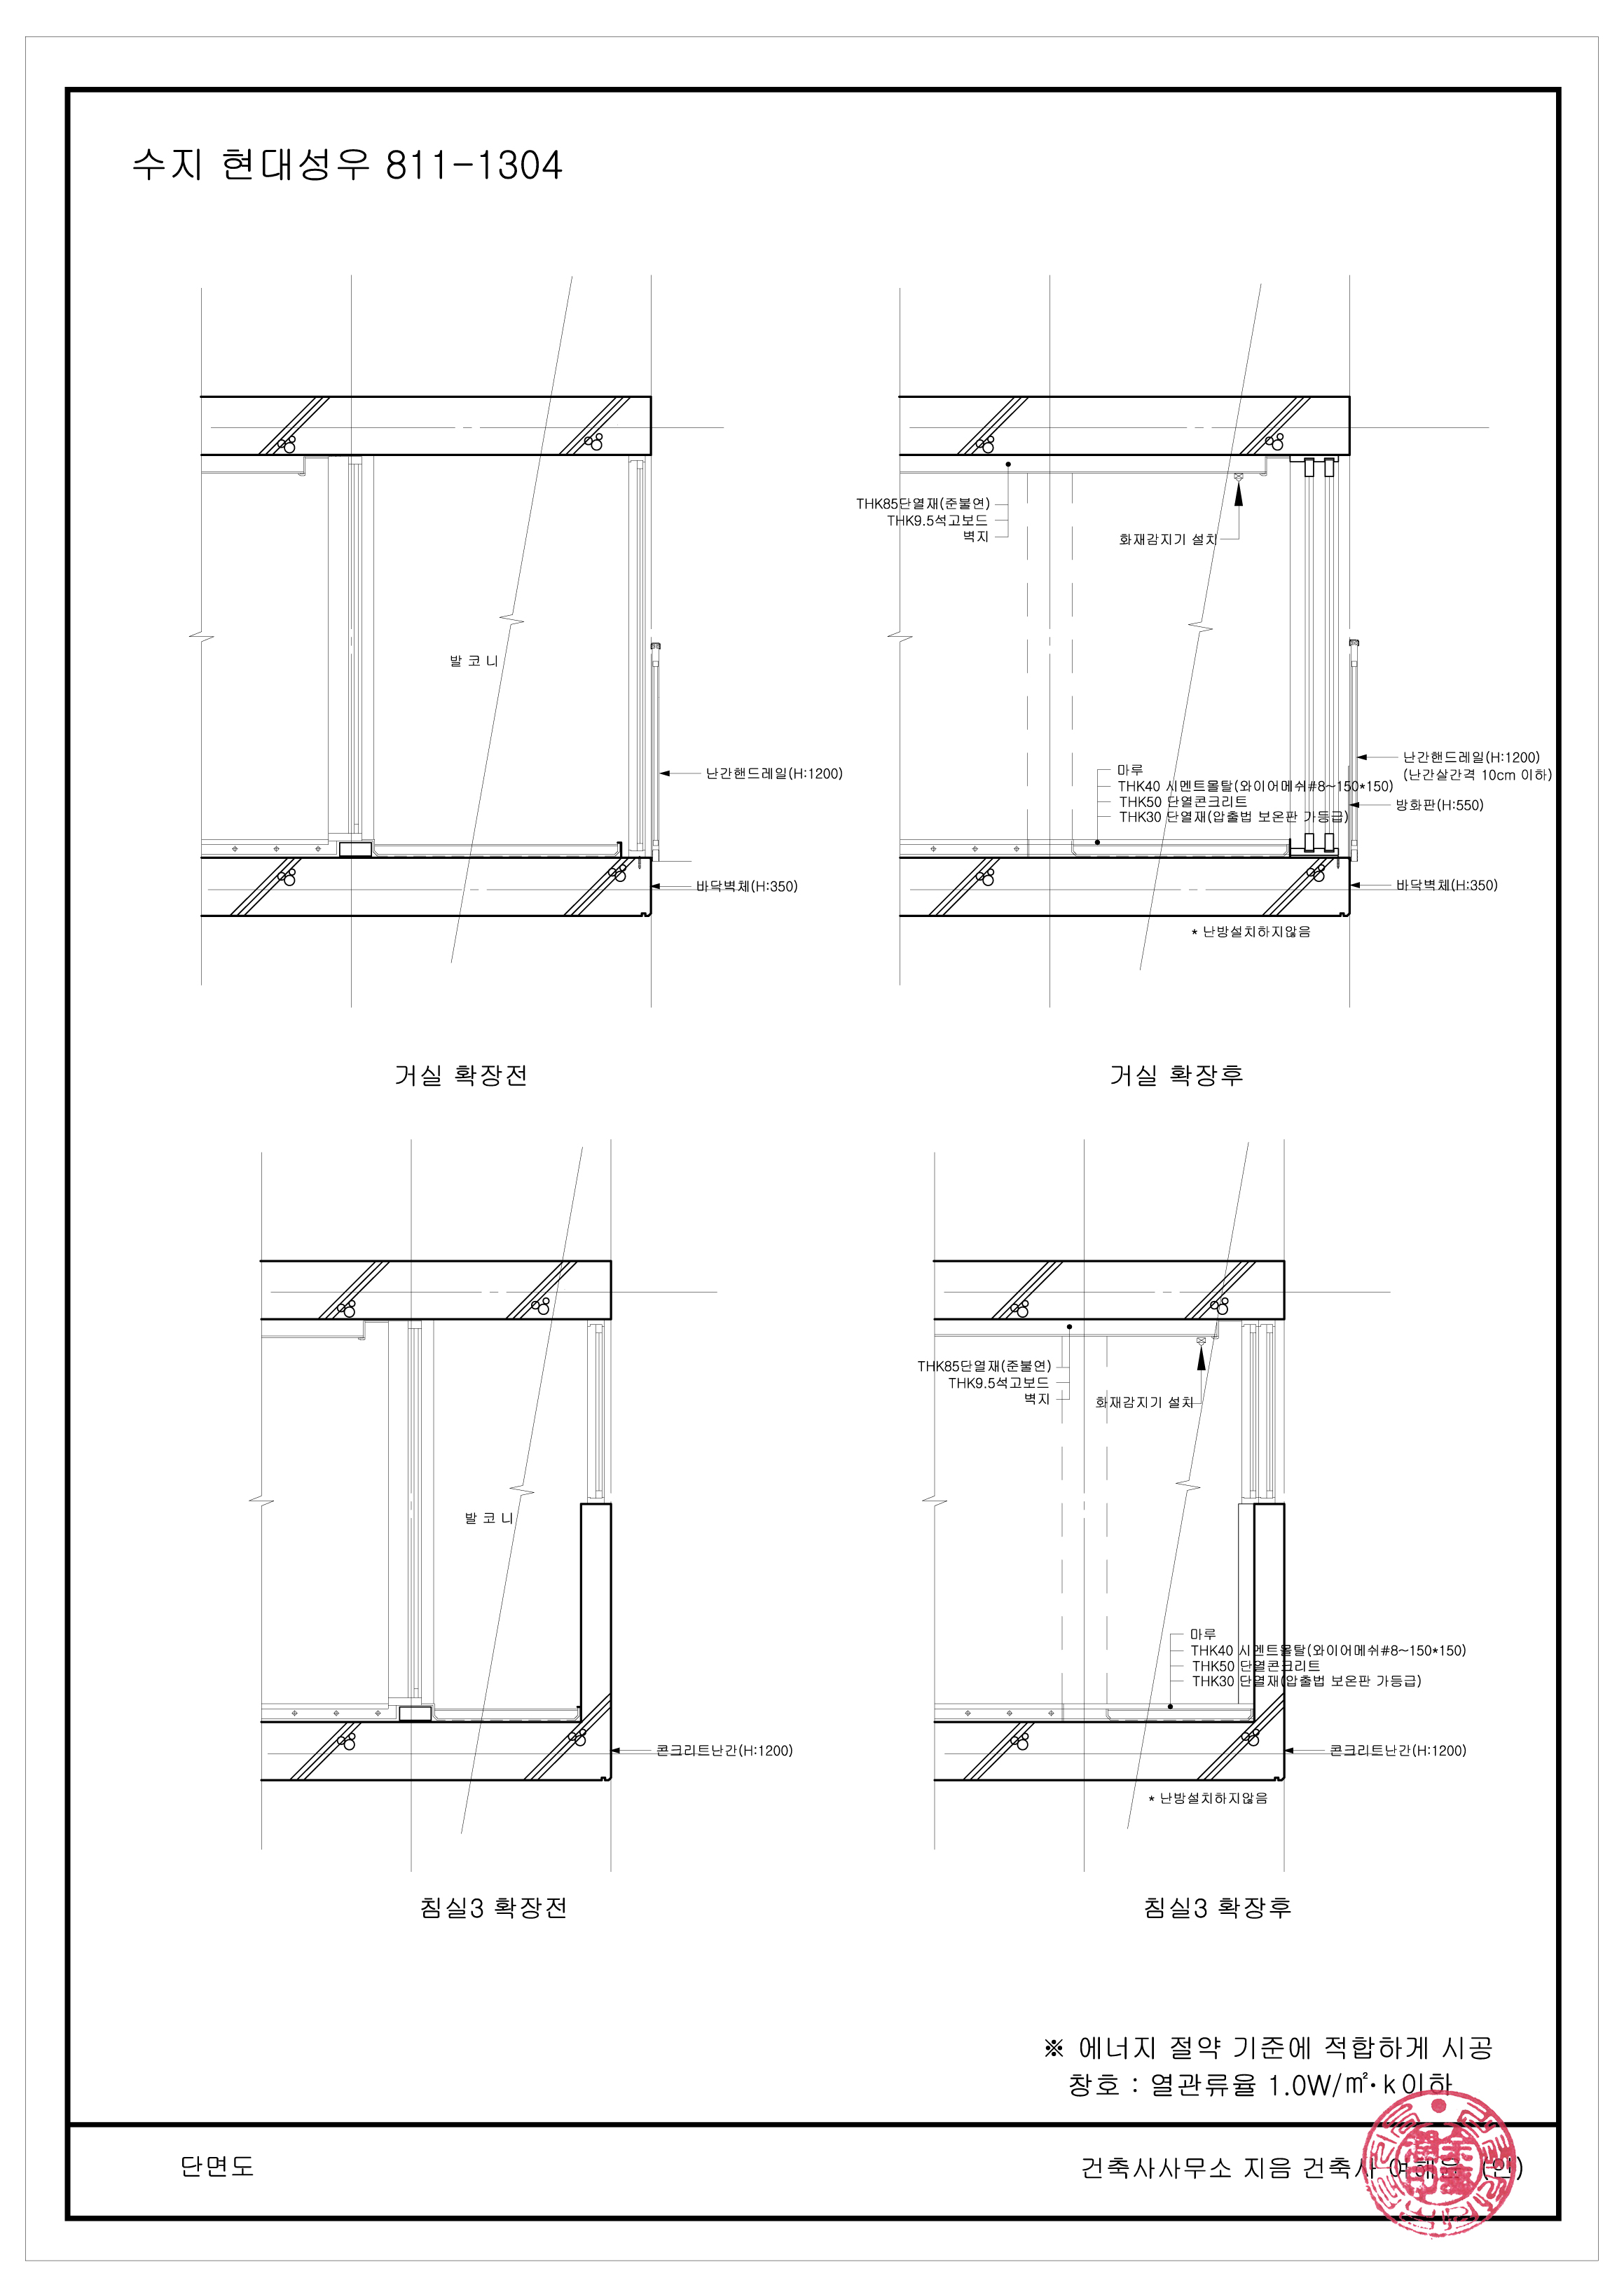 수지 현대성우 811-1304
발 코 니
난간핸드레일(H:1200)
바닥벽체(H:350)
거실 확장전
THK85단열재(준불연)
THK9.5석고보드
벽지
화재감지기 설치
마루
THK40 시멘트몰탈(와이어메쉬#8~150*150)
THK50 단열콘크리트
THK30 단열재(압출법 보온판 가등급)
난간핸드레일(H:1200)
(난간살간격 10cm 이하)
방화판(H:550)
바닥벽체(H:350)
* 난방설치하지않음
거실 확장후
발 코 니
콘크리트난간(H:1200)
침실3 확장전
THK85단열재(준불연)
THK9.5석고보드
벽지
화재감지기 설치
마루
THK40 시멘트몰탈(와이어메쉬#8~150*150)
THK50 단열콘크리트
THK30 단열재(압출법 보온판 가등급)
콘크리트난간(H:1200)
* 난방설치하지않음
침실3 확장후
※ 에너지 절약 기준에 적합하게 시공
창호 : 열관류율 1.0W/㎡·k이하
단면도
건축사사무소 지음 건축사 (인)